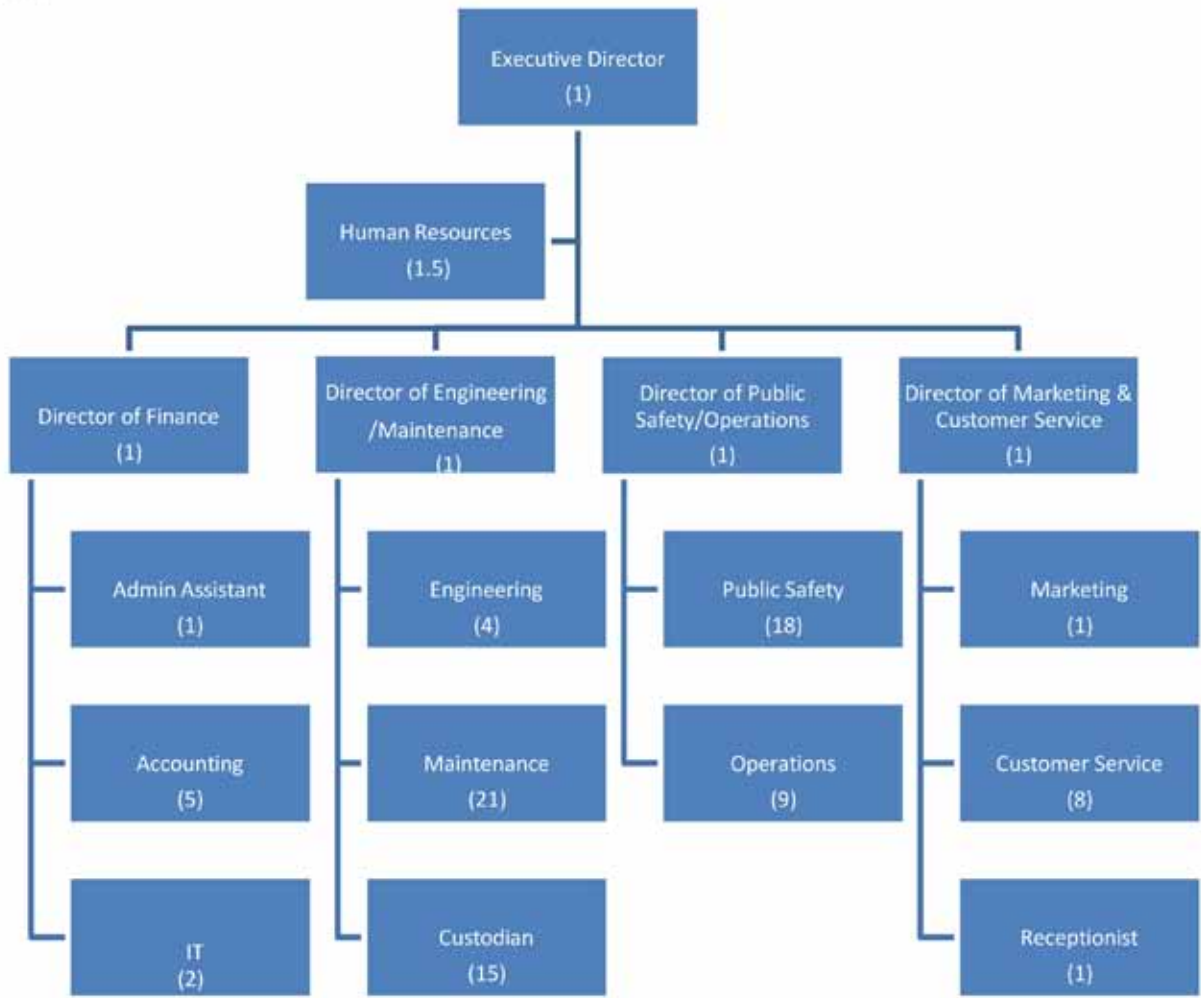 Executive Director
(1)
Human Resources
(1.5)
Director of Finance
(1)
Director of Engineering
/Maintenance
(1)
Director of Public
Safety/Operations
(1)
Director of Marketing &
Customer Service
(1)
Admin Assistant
(1)
Engineering
(4)
Public Safety
(18)
Marketing
(1)
Accounting
(5)
Maintenance
(21)
Operations
(9)
Customer Service
(8)
IT
(2)
Custodian
(15)
Receptionist
(1)